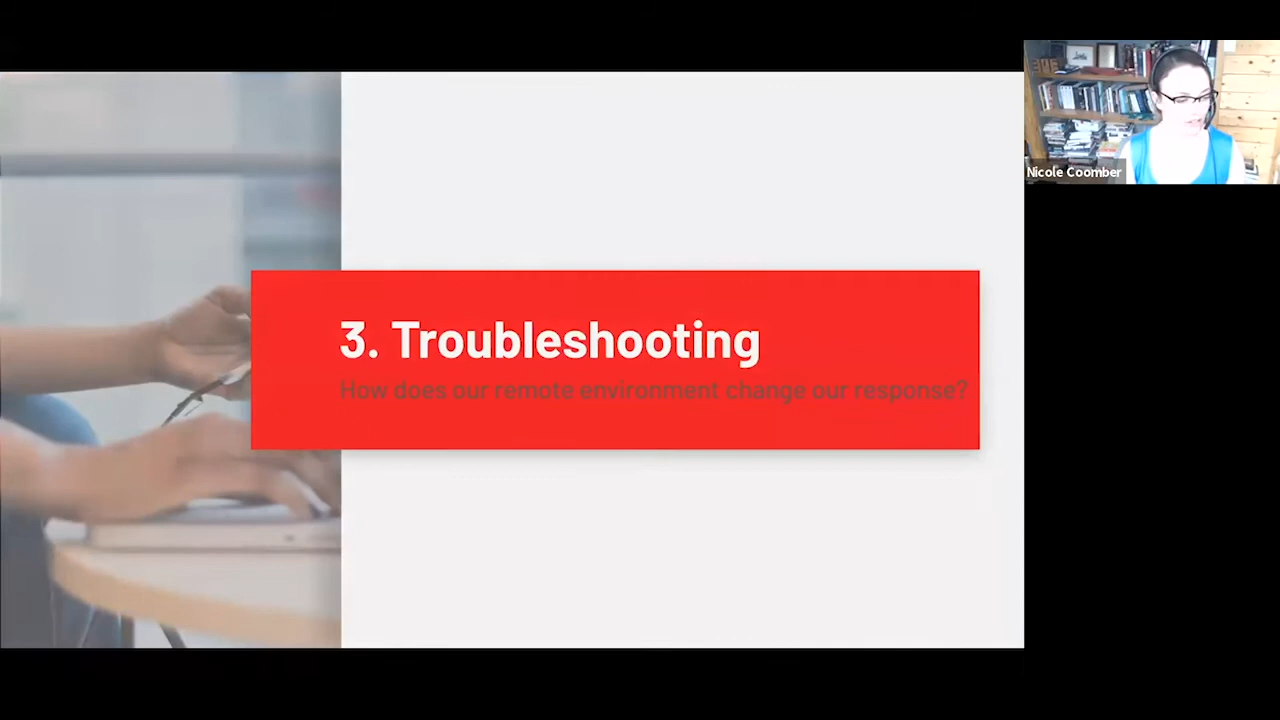 3. Troubleshooting
How does our remote environment change our response?
Nicole Coomber